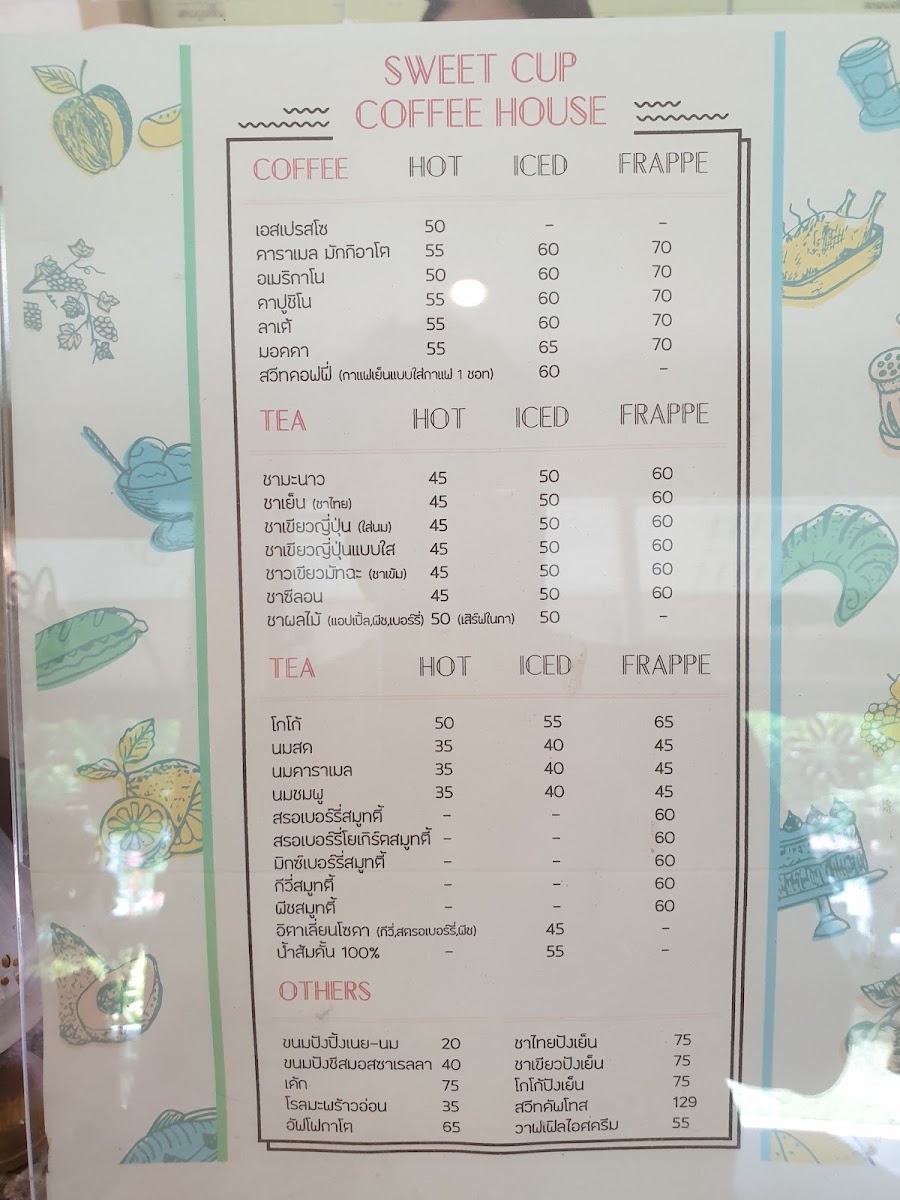 SWEET CUP
COFFEE HOUSE
COFFEE HOT ICED FRAPPE
เอสเปรสโซ 50 - -
คาราเมล มักกิอาโต 55 60 70
อเมริกาโน 50 60 70
คาปูชิโน 55 60 70
ลาเต้ 55 60 70
มอคคา 55 65 70
สวีทคอฟฟี่ (กาแฟเย็นแบบใส่กาแฟ 1 ชอท) 60 -
TEA HOT ICED FRAPPE
ชามะนาว 45 50 60
ชาเย็น (ชาไทย) 45 50 60
ชาเขียวญี่ปุ่น (ใส่นม) 45 50 60
ชาเขียวญี่ปุ่นแบบใส 45 50 60
ชาวเขียวมัทฉะ (ชาเข้ม) 45 50 60
ชาซีลอน 45 50 60
ชาผลไม้ (แอปเปิ้ล,พีช,เบอร์รี่) 50 (เสิร์ฟในกา) 50 -
TEA HOT ICED FRAPPE
โกโก้ 50 55 65
นมสด 35 40 45
นมคาราเมล 35 40 45
นมชมพู 35 40 45
สรอเบอร์รี่สมูทตี้ - - 60
สรอเบอร์รี่โยเกิร์ตสมูทตี้ - - 60
มิกซ์เบอร์รี่สมูทตี้ - - 60
กีวี่สมูทตี้ - - 60
พีชสมูทตี้ - - 60
อิตาเลี่ยนโซดา (กีวี่,สตรอเบอร์รี่,พีช) 45 -
น้ำส้มคั้น 100% - 55 -
OTHERS
ขนมปังปิ้งเนย-นม 20 ชาไทยปังเย็น 75
ขนมปังชีสมอสซาเรลลา 40 ชาเขียวปังเย็น 75
เค้ก 75 โกโก้ปังเย็น 75
โรลมะพร้าวอ่อน 35 สวีทคัพโทส 129
อัฟโฟกาโต 65 วาฟเฟิลไอศครีม 55